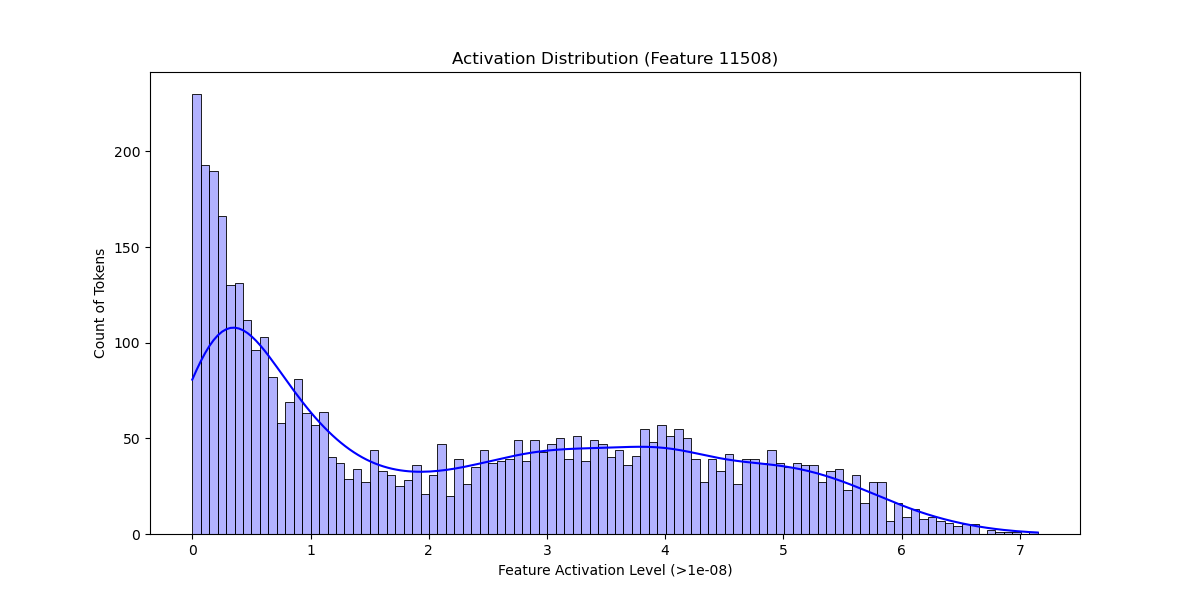 Activation Distribution (Feature 11508)
200
150
100
50
0
Count of Tokens
0 1 2 3 4 5 6 7
Feature Activation Level (>1e-08)